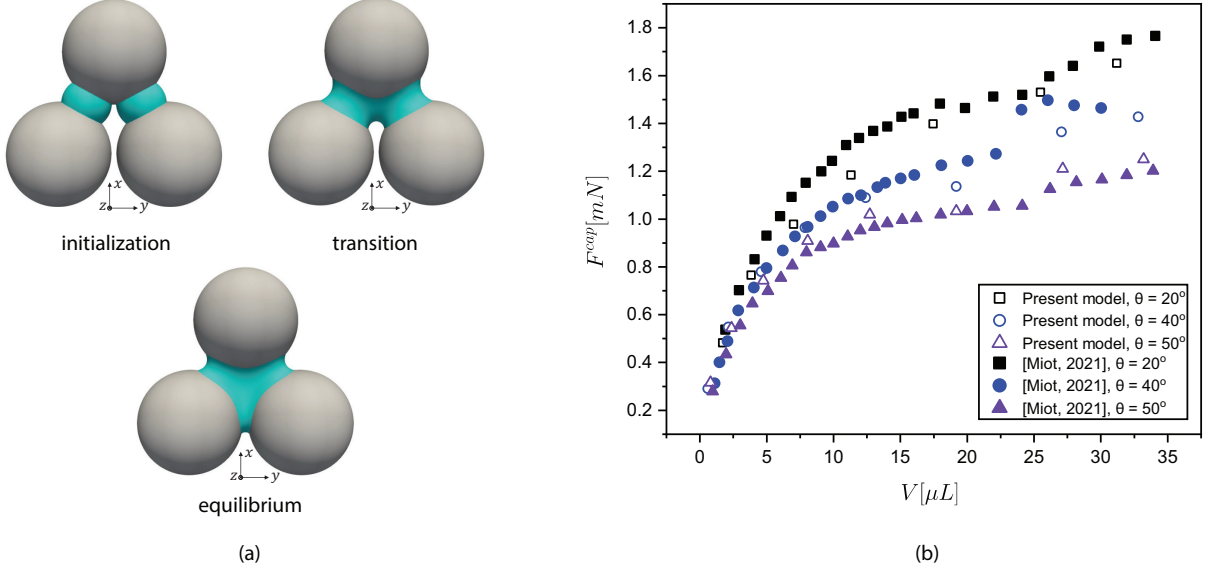 x
z
y
initialization
x
z
y
transition
x
z
y
equilibrium
(a)
F^{cap}[mN]
1.8
1.6
1.4
1.2
1.0
0.8
0.6
0.4
0.2
Present model, θ = 20°
Present model, θ = 40°
Present model, θ = 50°
[Miot, 2021], θ = 20°
[Miot, 2021], θ = 40°
[Miot, 2021], θ = 50°
0 5 10 15 20 25 30 35
V[μL]
(b)